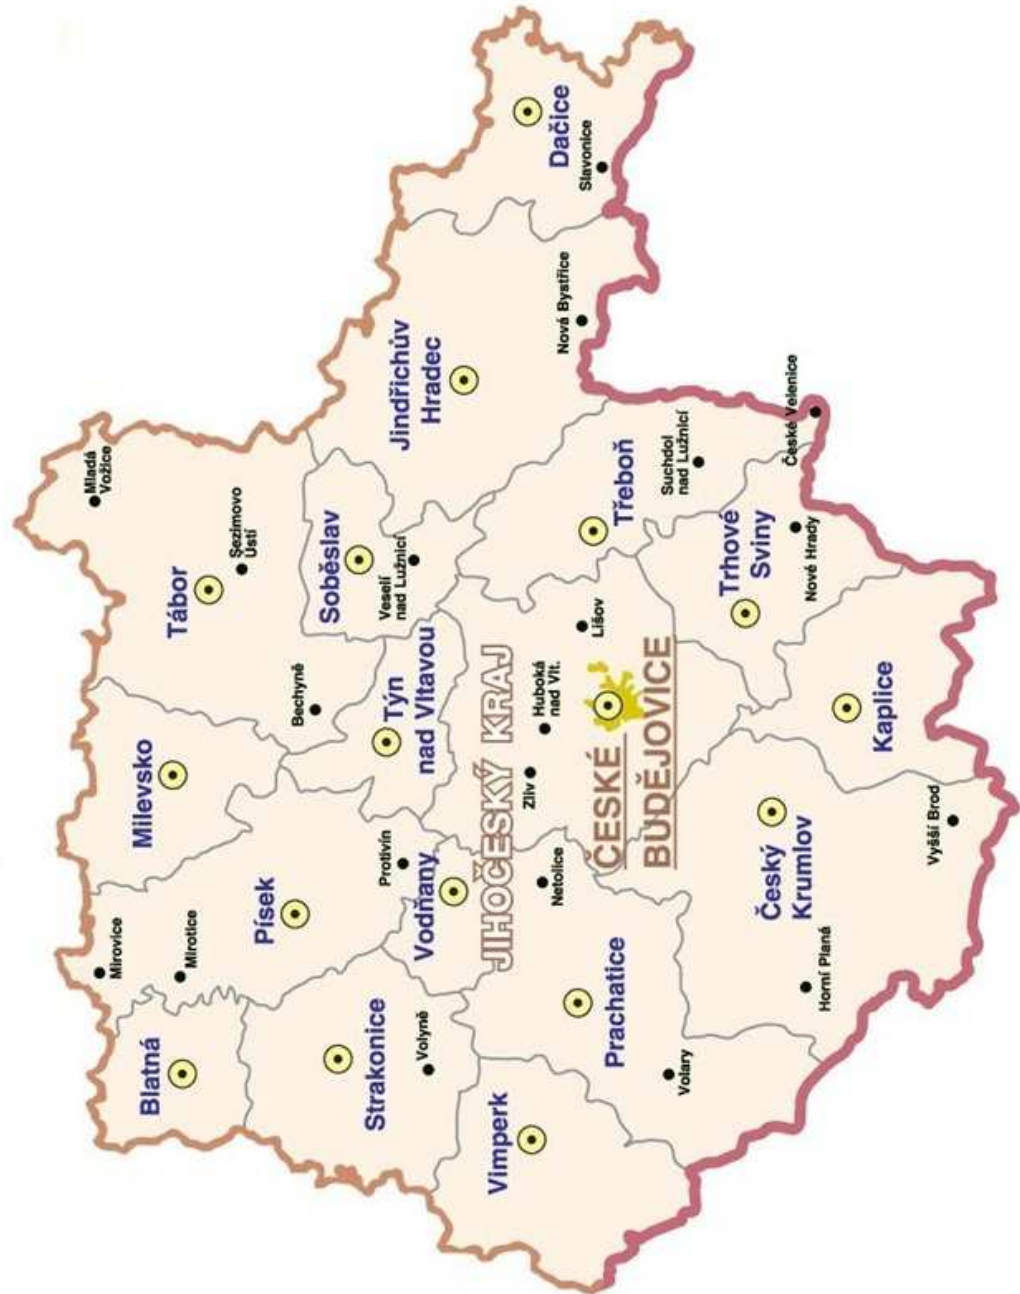 Mladá
Vožice
Mirovice
Milevsko
Tábor
Mirotice
Blatná
Sezimovo
Ústí
Písek
Bechyně
Soběslav
Strakonice
Protivín
Týn
nad Vltavou
Veselí
nad Lužnicí
Jindřichův
Hradec
Dačice
Slavonice
Volyně
Vodňany
JIHOČESKÝ KRAJ
Vimperk
Netolice
Zliv
Huboká
nad Vlt.
Lišov
Třeboň
Nová Bystřice
Prachatice
ČESKÉ
BUDĚJOVICE
Suchdol
nad Lužnicí
Volary
Trhové
Sviny
České Velenice
Český
Krumlov
Nové Hrady
Horní Planá
Kaplice
Vyšší Brod